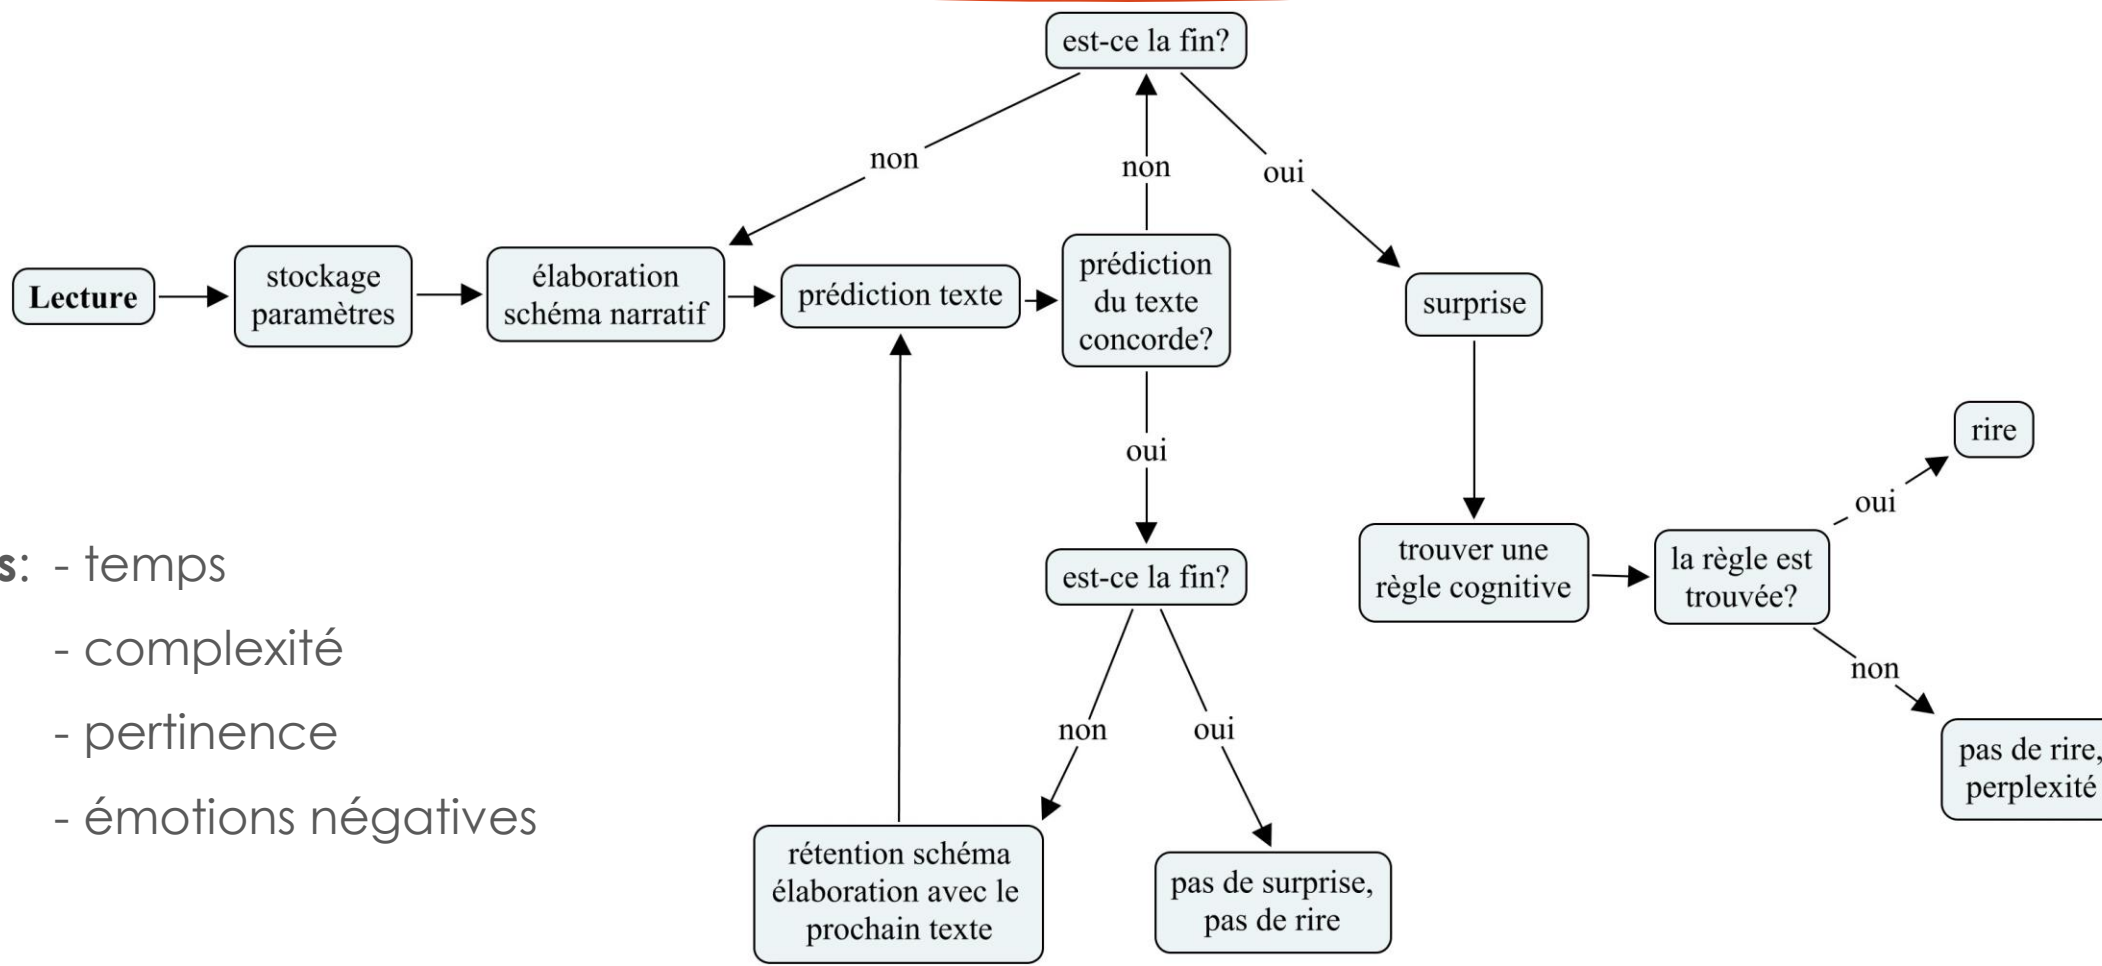 est-ce la fin?
non
non
oui
Lecture
stockage
paramètres
élaboration
schéma narratif
prédiction texte
prédiction
du texte
concorde?
surprise
oui
rire
oui
trouver une
règle cognitive
la règle est
trouvée?
non
pas de rire,
perplexité
est-ce la fin?
non
oui
rétention schéma
élaboration avec le
prochain texte
pas de surprise,
pas de rire
s: - temps
- complexité
- pertinence
- émotions négatives